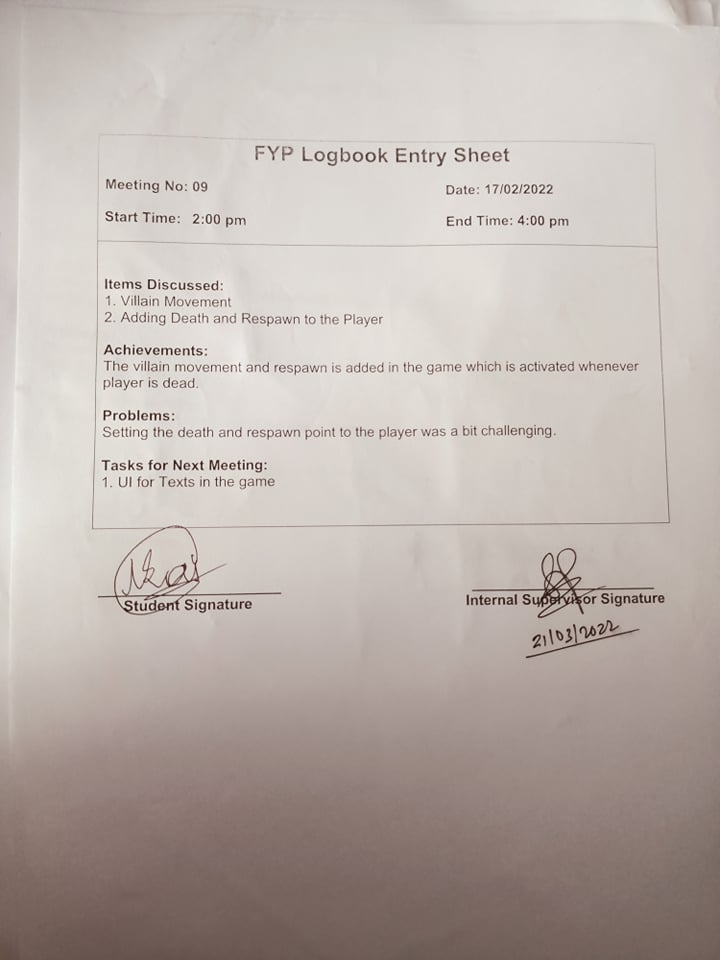 FYP Logbook Entry Sheet
Meeting No: 09
Date: 17/02/2022
Start Time: 2:00 pm
End Time: 4:00 pm
Items Discussed:
1. Villain Movement
2. Adding Death and Respawn to the Player
Achievements:
The villain movement and respawn is added in the game which is activated whenever
player is dead.
Problems:
Setting the death and respawn point to the player was a bit challenging.
Tasks for Next Meeting:
1. UI for Texts in the game
Student Signature
Internal Supervisor Signature
21/03/2022